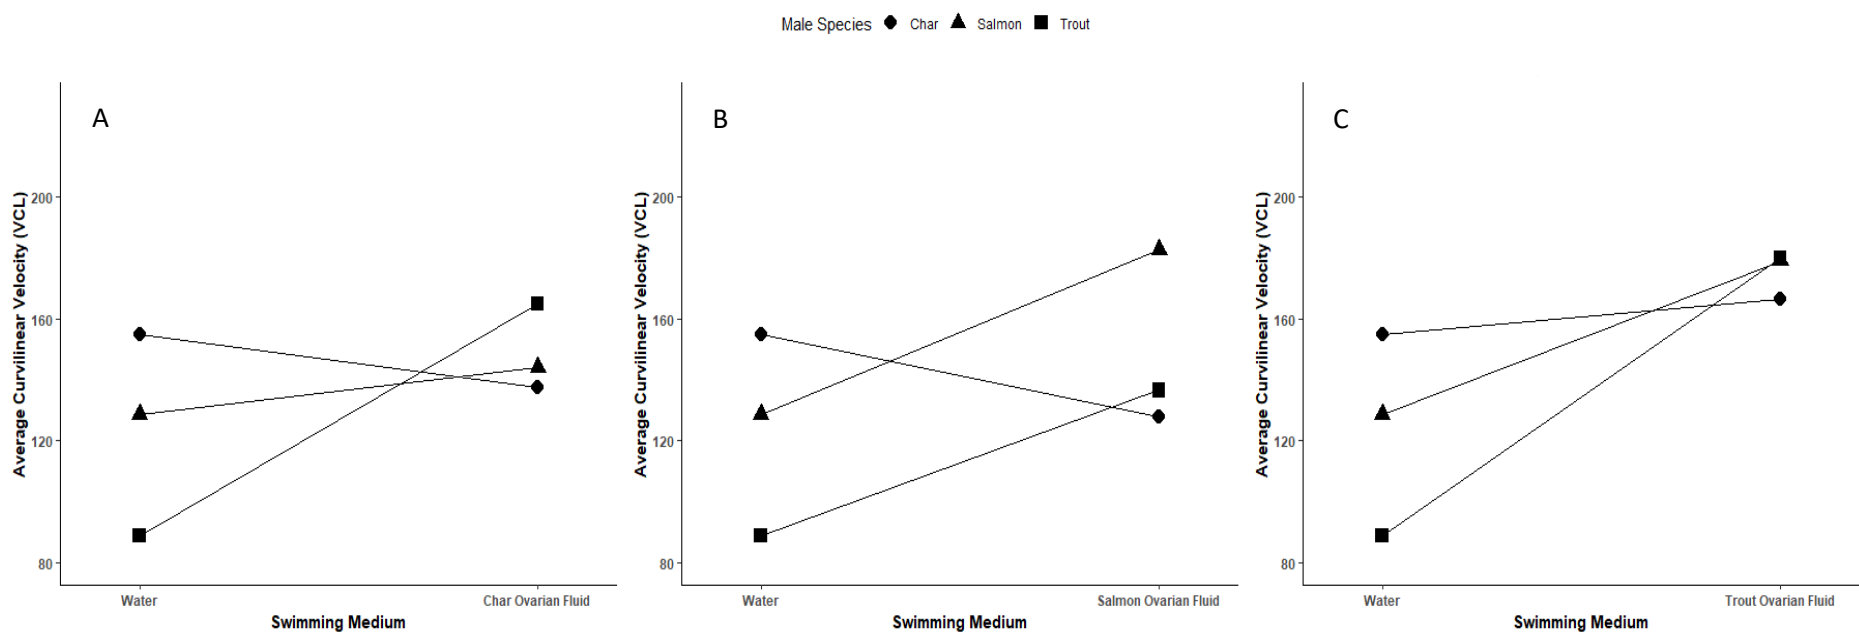 Male Species Char Salmon Trout
A
Average Curvilinear Velocity (VCL)
200
160
120
80
Water Char Ovarian Fluid
Swimming Medium
B
Average Curvilinear Velocity (VCL)
200
160
120
80
Water Salmon Ovarian Fluid
Swimming Medium
C
Average Curvilinear Velocity (VCL)
200
160
120
80
Water Trout Ovarian Fluid
Swimming Medium